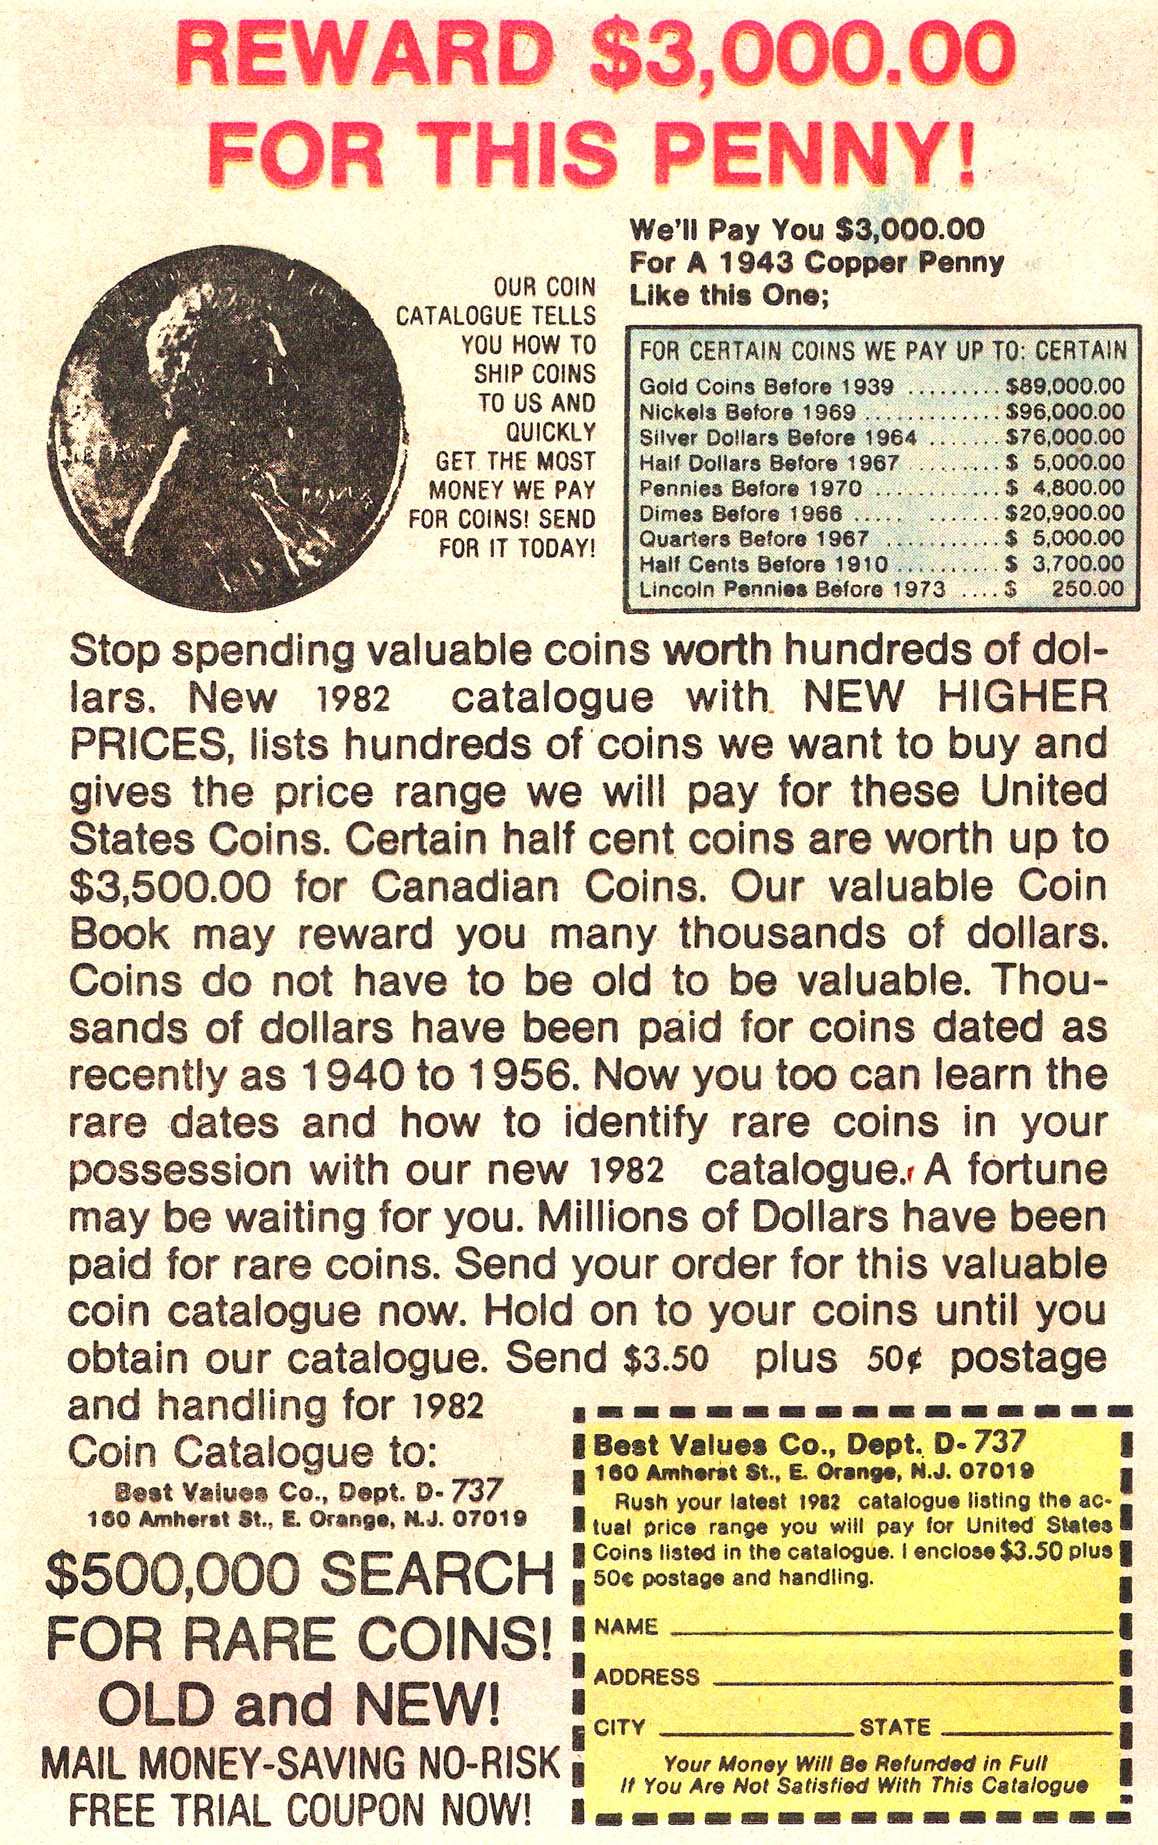 REWARD $3,000.00
FOR THIS PENNY!
OUR COIN
CATALOGUE TELLS
YOU HOW TO
SHIP COINS
TO US AND
QUICKLY
GET THE MOST
MONEY WE PAY
FOR COINS! SEND
FOR IT TODAY!
We'll Pay You $3,000.00
For A 1943 Copper Penny
Like this One;
FOR CERTAIN COINS WE PAY UP TO: CERTAIN
Gold Coins Before 1939 ......... $89,000.00
Nickels Before 1969 ............. $96,000.00
Silver Dollars Before 1964 ....... $76,000.00
Half Dollars Before 1967 ......... $ 5,000.00
Pennies Before 1970 ............ $ 4,800.00
Dimes Before 1966 ..... ....... $20,900.00
Quarters Before 1967 ........... $ 5,000.00
Half Cents Before 1910 .......... $ 3,700.00
Lincoln Pennies Before 1973 .... $ 250.00
Stop spending valuable coins worth hundreds of dol-
lars. New 1982 catalogue with NEW HIGHER
PRICES, lists hundreds of coins we want to buy and
gives the price range we will pay for these United
States Coins. Certain half cent coins are worth up to
$3,500.00 for Canadian Coins. Our valuable Coin
Book may reward you many thousands of dollars.
Coins do not have to be old to be valuable. Thou-
sands of dollars have been paid for coins dated as
recently as 1940 to 1956. Now you too can learn the
rare dates and how to identify rare coins in your
possession with our new 1982 catalogue. A fortune
may be waiting for you. Millions of Dollars have been
paid for rare coins. Send your order for this valuable
coin catalogue now. Hold on to your coins until you
obtain our catalogue. Send $3.50 plus 50¢ postage
and handling for 1982
Coin Catalogue to:
Best Values Co., Dept. D-737
160 Amherst St., E. Orange, N.J. 07019
$500,000 SEARCH
FOR RARE COINS!
OLD and NEW!
MAIL MONEY-SAVING NO-RISK
FREE TRIAL COUPON NOW!
Best Values Co., Dept. D-737
160 Amherst St., E. Orange, N.J. 07019
Rush your latest 1982 catalogue listing the ac-
tual price range you will pay for United States
Coins listed in the catalogue. I enclose $3.50 plus
50¢ postage and handling.
NAME
ADDRESS
CITY STATE
Your Money Will Be Refunded in Full
If You Are Not Satisfied With This Catalogue